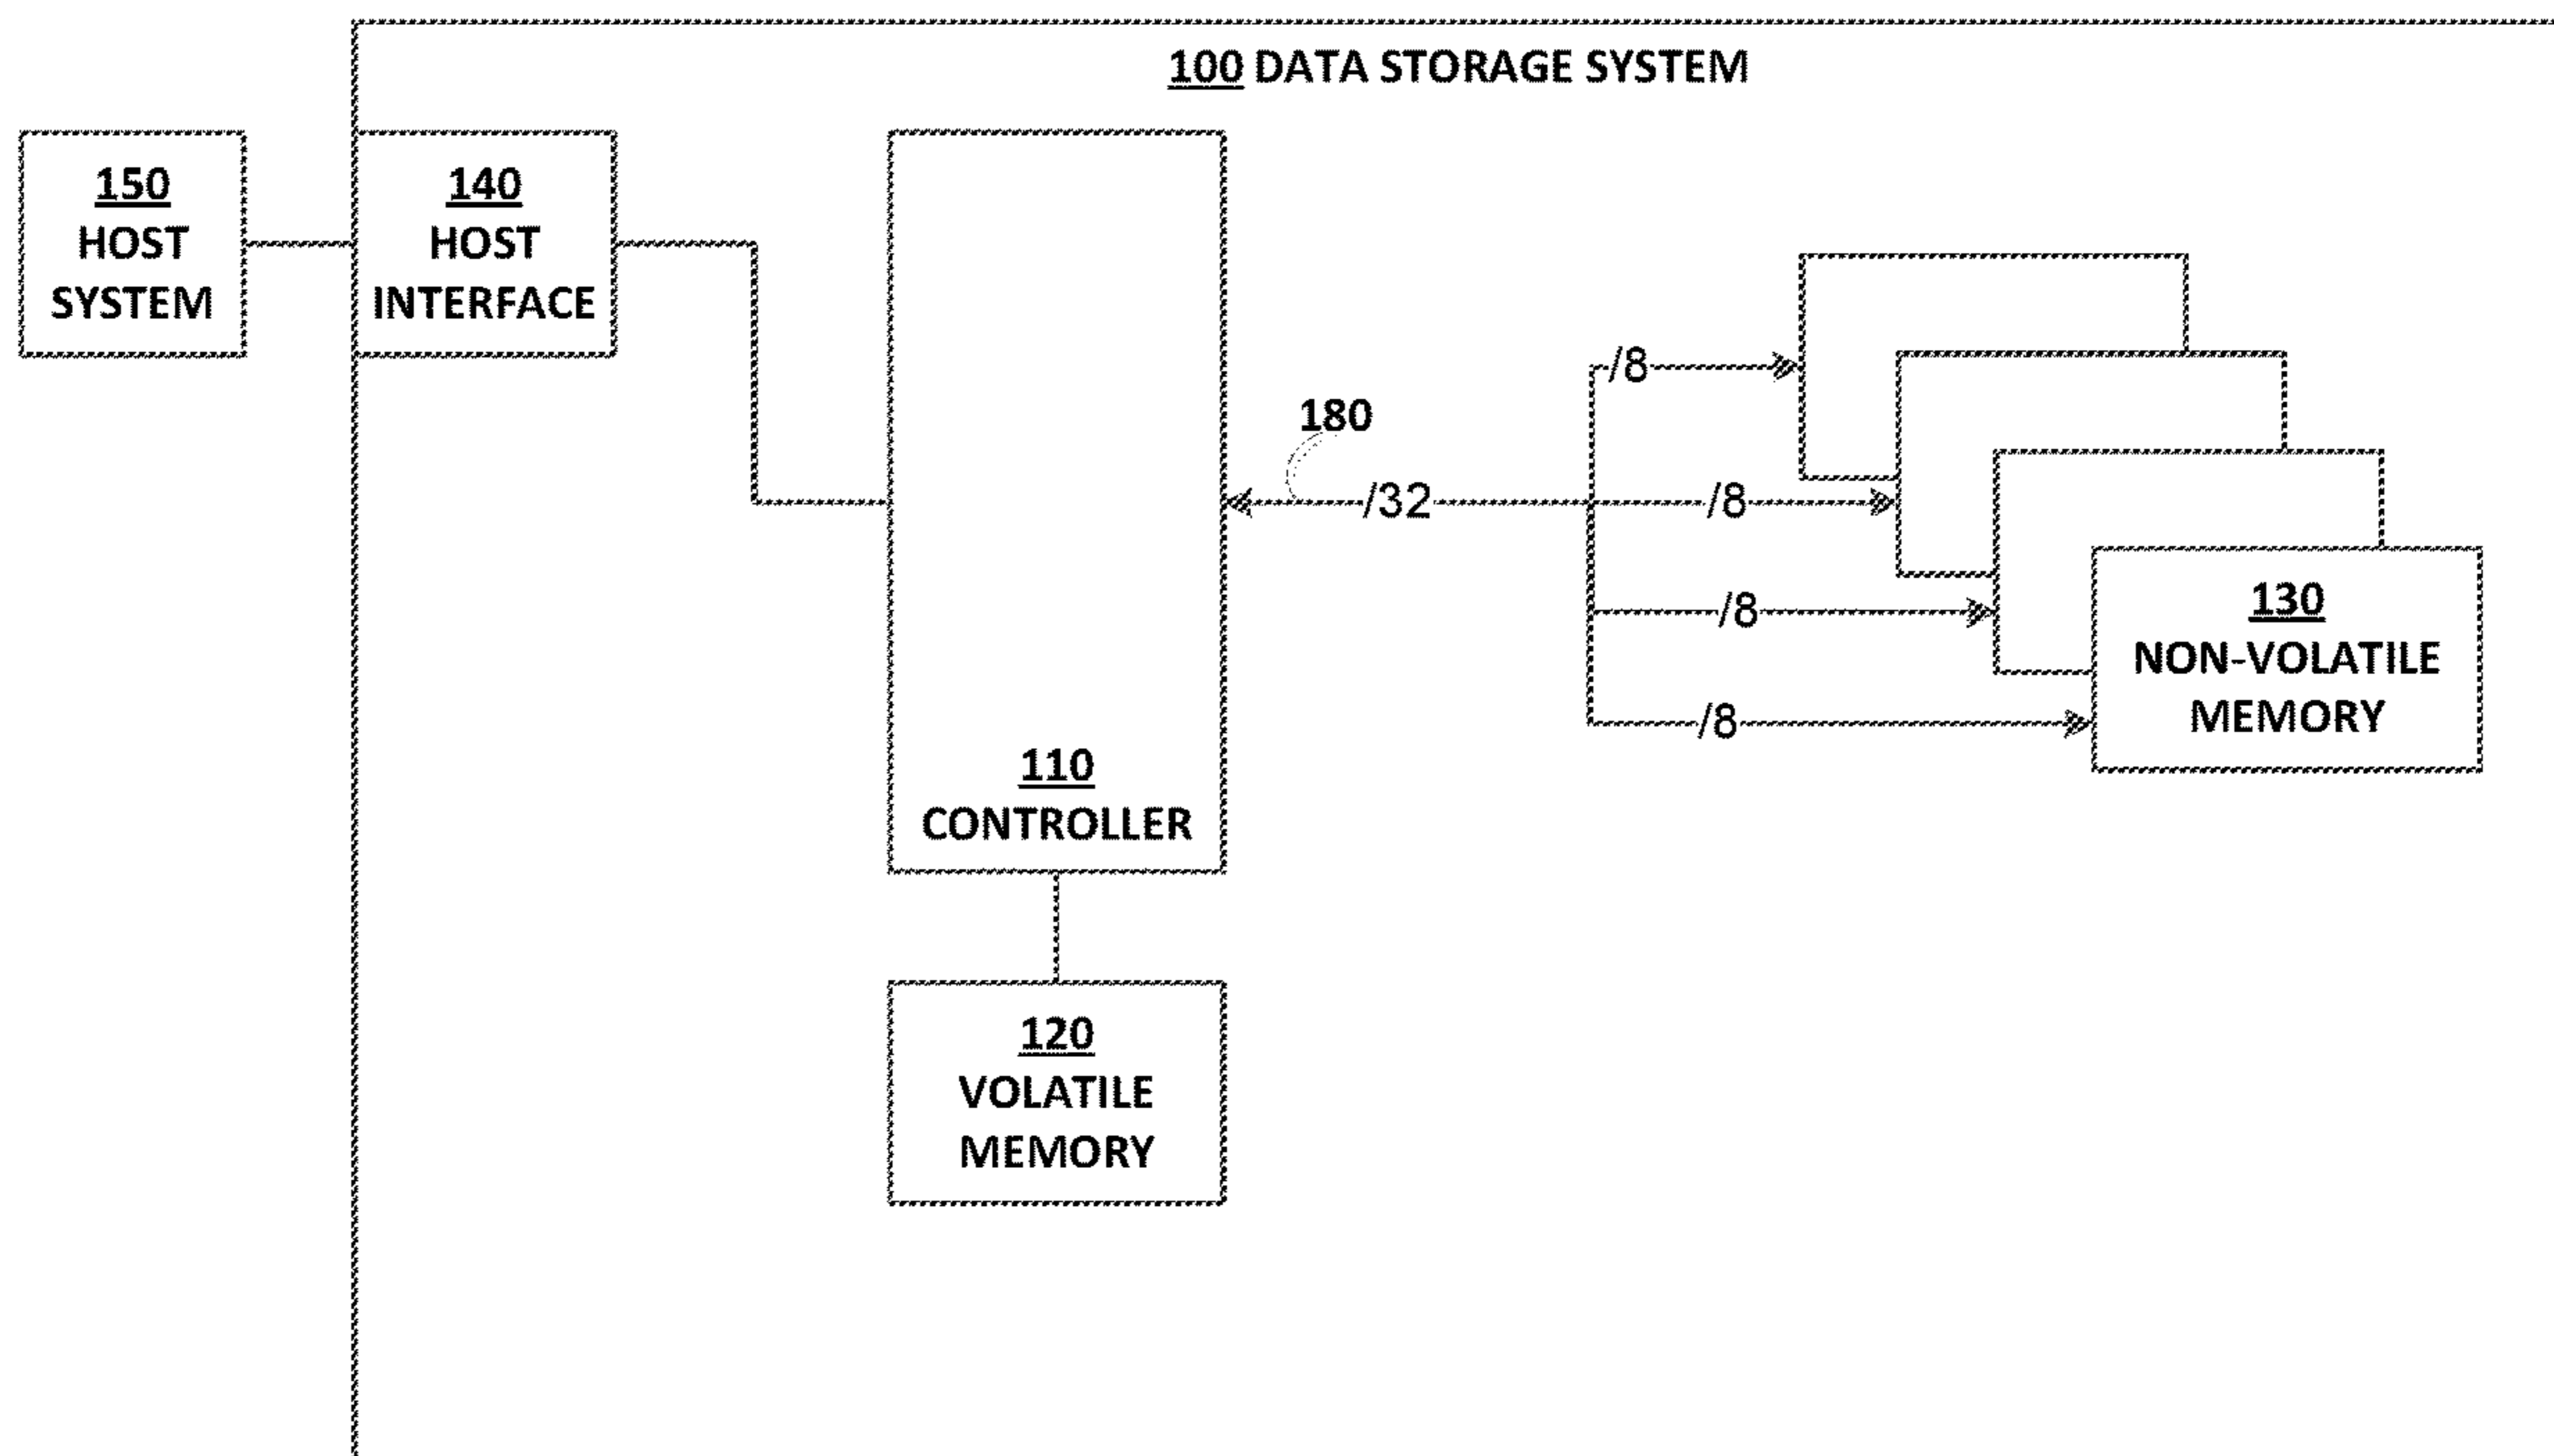 100 DATA STORAGE SYSTEM
150
HOST
SYSTEM
140
HOST
INTERFACE
110
CONTROLLER
120
VOLATILE
MEMORY
180
/32
/8
/8
/8
/8
130
NON-VOLATILE
MEMORY